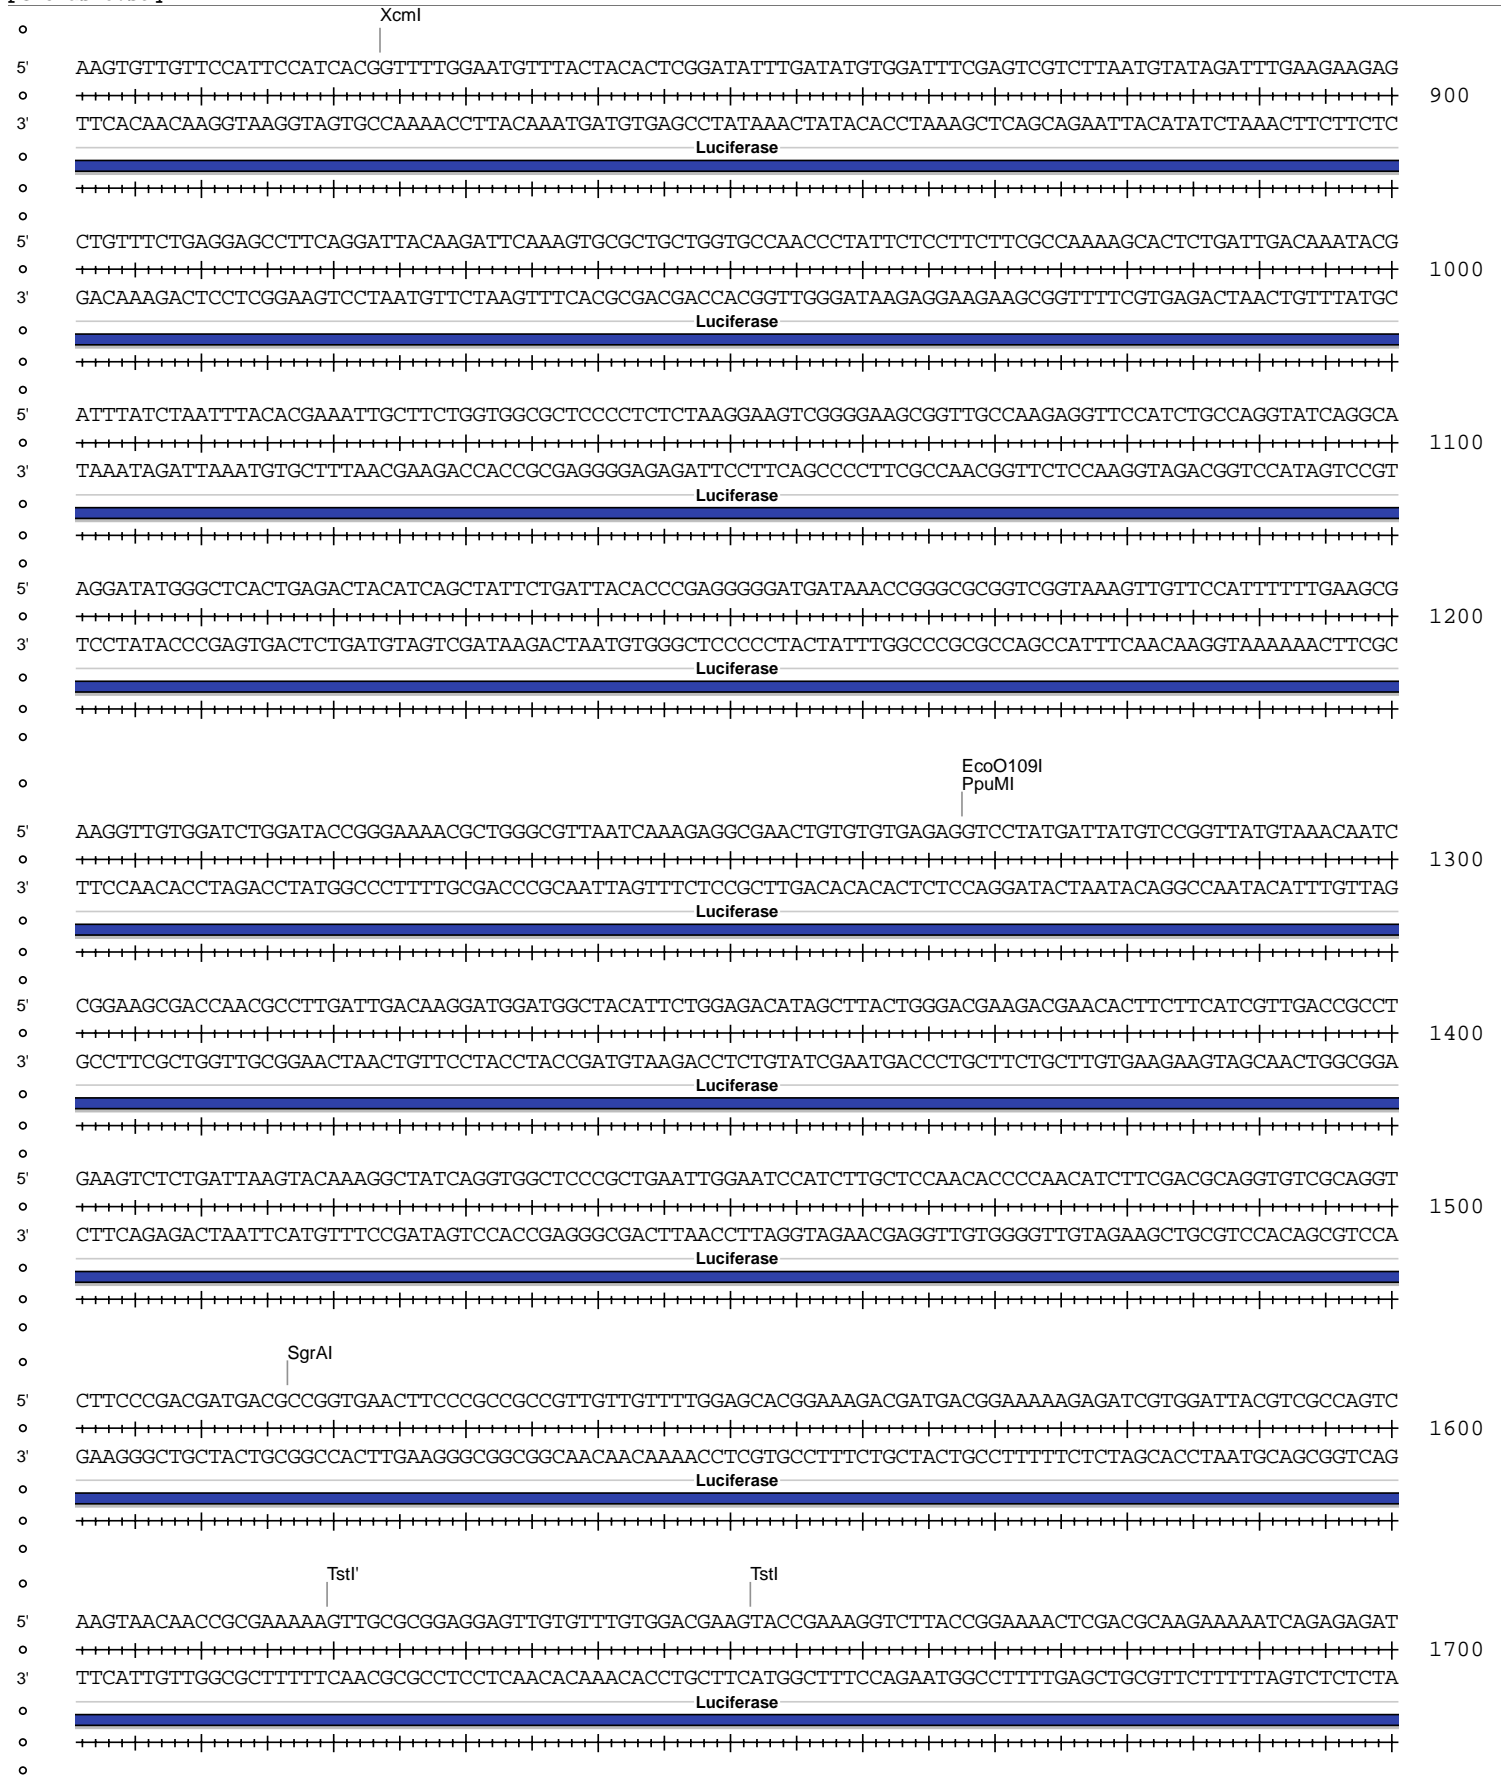 XcmI
5' AAGTGTTGTTCCATTCCATCACGGTTTTGGAATGTTTACTACACTCGGATATTTGATATGTGGATTTCGAGTCGTCTTAATGTATAGATTTGAAGAAGAG
900
3' TTCACAACAAGGTAAGGTAGTGCCAAAACCTTACAAATGATGTGAGCCTATAAACTATACACCTAAAGCTCAGCAGAATTACATATCTAAACTTCTTCTC
Luciferase
5' CTGTTTCTGAGGAGCCTTCAGGATTACAAGATTCAAAGTGCGCTGCTGGTGCCAACCCTATTCTCCTTCTTCGCCAAAAGCACTCTGATTGACAAATACG
1000
3' GACAAAGACTCCTCGGAAGTCCTAATGTTCTAAGTTTCACGCGACGACCACGGTTGGGATAAGAGGAAGAAGCGGTTTTCGTGAGACTAACTGTTTATGC
Luciferase
5' ATTTATCTAATTTACACGAAATTGCTTCTGGTGGCGCTCCCCTCTCTAAGGAAGTCGGGGAAGCGGTTGCCAAGAGGTTCCATCTGCCAGGTATCAGGCA
1100
3' TAAATAGATTAAATGTGCTTTAACGAAGACCACCGCGAGGGGAGAGATTCCTTCAGCCCCTTCGCCAACGGTTCTCCAAGGTAGACGGTCCATAGTCCGT
Luciferase
5' AGGATATGGGCTCACTGAGACTACATCAGCTATTCTGATTACACCCGAGGGGGATGATAAACCGGGCGCGGTCGGTAAAGTTGTTCCATTTTTTGAAGCG
1200
3' TCCTATACCCGAGTGACTCTGATGTAGTCGATAAGACTAATGTGGGCTCCCCCTACTATTTGGCCCGCGCCAGCCATTTCAACAAGGTAAAAAACTTCGC
Luciferase
EcoO109I
PpuMI
5' AAGGTTGTGGATCTGGATACCGGGAAAACGCTGGGCGTTAATCAAAGAGGCGAACTGTGTGTGAGAGGTCCTATGATTATGTCCGGTTATGTAAACAATC
1300
3' TTCCAACACCTAGACCTATGGCCCTTTTGCGACCCGCAATTAGTTTCTCCGCTTGACACACACTCTCCAGGATACTAATACAGGCCAATACATTTGTTAG
Luciferase
5' CGGAAGCGACCAACGCCTTGATTGACAAGGATGGATGGCTACATTCTGGAGACATAGCTTACTGGGACGAAGACGAACACTTCTTCATCGTTGACCGCCT
1400
3' GCCTTCGCTGGTTGCGGAACTAACTGTTCCTACCTACCGATGTAAGACCTCTGTATCGAATGACCCTGCTTCTGCTTGTGAAGAAGTAGCAACTGGCGGA
Luciferase
5' GAAGTCTCTGATTAAGTACAAAGGCTATCAGGTGGCTCCCGCTGAATTGGAATCCATCTTGCTCCAACACCCCAACATCTTCGACGCAGGTGTCGCAGGT
1500
3' CTTCAGAGACTAATTCATGTTTCCGATAGTCCACCGAGGGCGACTTAACCTTAGGTAGAACGAGGTTGTGGGGTTGTAGAAGCTGCGTCCACAGCGTCCA
Luciferase
SgrAI
5' CTTCCCGACGATGACGCCGGTGAACTTCCCGCCGCCGTTGTTGTTTTGGAGCACGGAAAGACGATGACGGAAAAAGAGATCGTGGATTACGTCGCCAGTC
1600
3' GAAGGGCTGCTACTGCGGCCACTTGAAGGGCGGCGGCAACAACAAAACCTCGTGCCTTTCTGCTACTGCCTTTTTCTCTAGCACCTAATGCAGCGGTCAG
Luciferase
TstI' TstI
5' AAGTAACAACCGCGAAAAAGTTGCGCGGAGGAGTTGTGTTTGTGGACGAAGTACCGAAAGGTCTTACCGGAAAACTCGACGCAAGAAAAATCAGAGAGAT
1700
3' TTCATTGTTGGCGCTTTTTCAACGCGCCTCCTCAACACAAACACCTGCTTCATGGCTTTCCAGAATGGCCTTTTGAGCTGCGTTCTTTTTAGTCTCTCTA
Luciferase